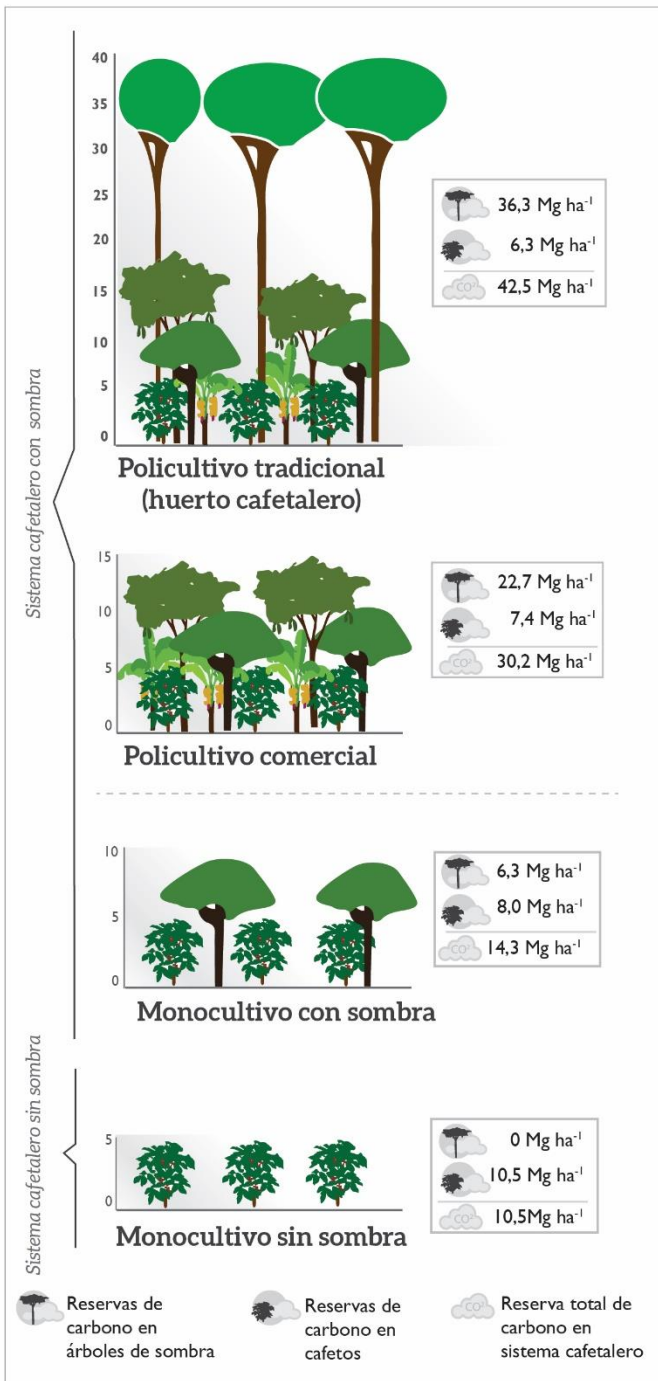 Sistema cafetalero con sombra
40
35
30
25
20
15
10
5
0
36,3 Mg ha⁻¹
6,3 Mg ha⁻¹
CO²
42,5 Mg ha⁻¹
Policultivo tradicional
(huerto cafetalero)
15
10
5
0
22,7 Mg ha⁻¹
7,4 Mg ha⁻¹
CO²
30,2 Mg ha⁻¹
Policultivo comercial
10
5
0
6,3 Mg ha⁻¹
8,0 Mg ha⁻¹
CO²
14,3 Mg ha⁻¹
Monocultivo con sombra
Sistema cafetalero sin sombra
5
0
0 Mg ha⁻¹
10,5 Mg ha⁻¹
CO²
10,5Mg ha⁻¹
Monocultivo sin sombra
Reservas de
carbono en
árboles de sombra
Reservas de
carbono en
cafetos
CO²
Reserva total de
carbono en
sistema cafetalero